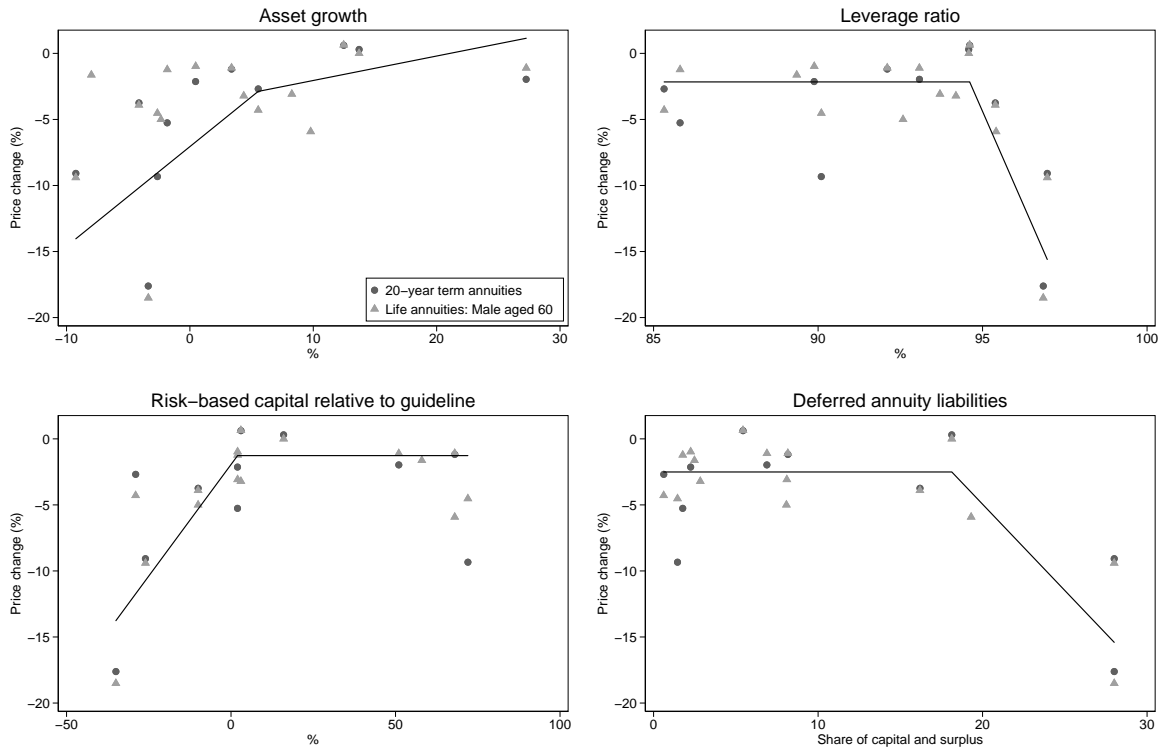 Asset growth
Price change (%)
0
−5
−10
−15
−20
−10 0 10 20 30
%
20−year term annuities
Life annuities: Male aged 60
Leverage ratio
Price change (%)
0
−5
−10
−15
−20
85 90 95 100
%
Risk−based capital relative to guideline
Price change (%)
0
−5
−10
−15
−20
−50 0 50 100
%
Deferred annuity liabilities
Price change (%)
0
−5
−10
−15
−20
0 10 20 30
Share of capital and surplus